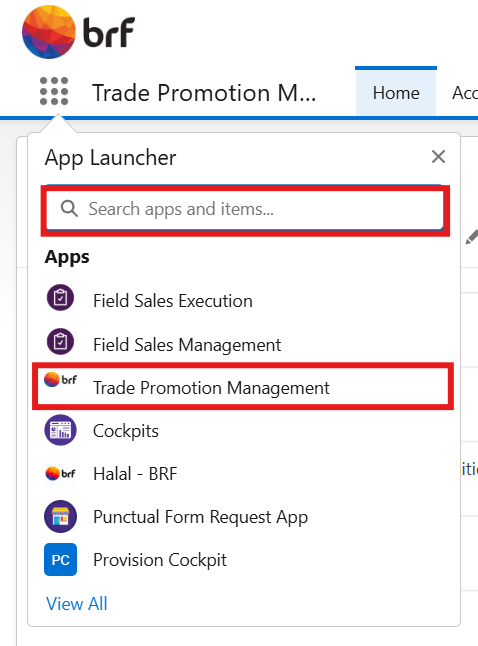 brf
Trade Promotion M... Home Acc
App Launcher
Search apps and items...
Apps
Field Sales Execution
Field Sales Management
brf Trade Promotion Management
Cockpits
brf Halal - BRF
Punctual Form Request App
PC Provision Cockpit
View All